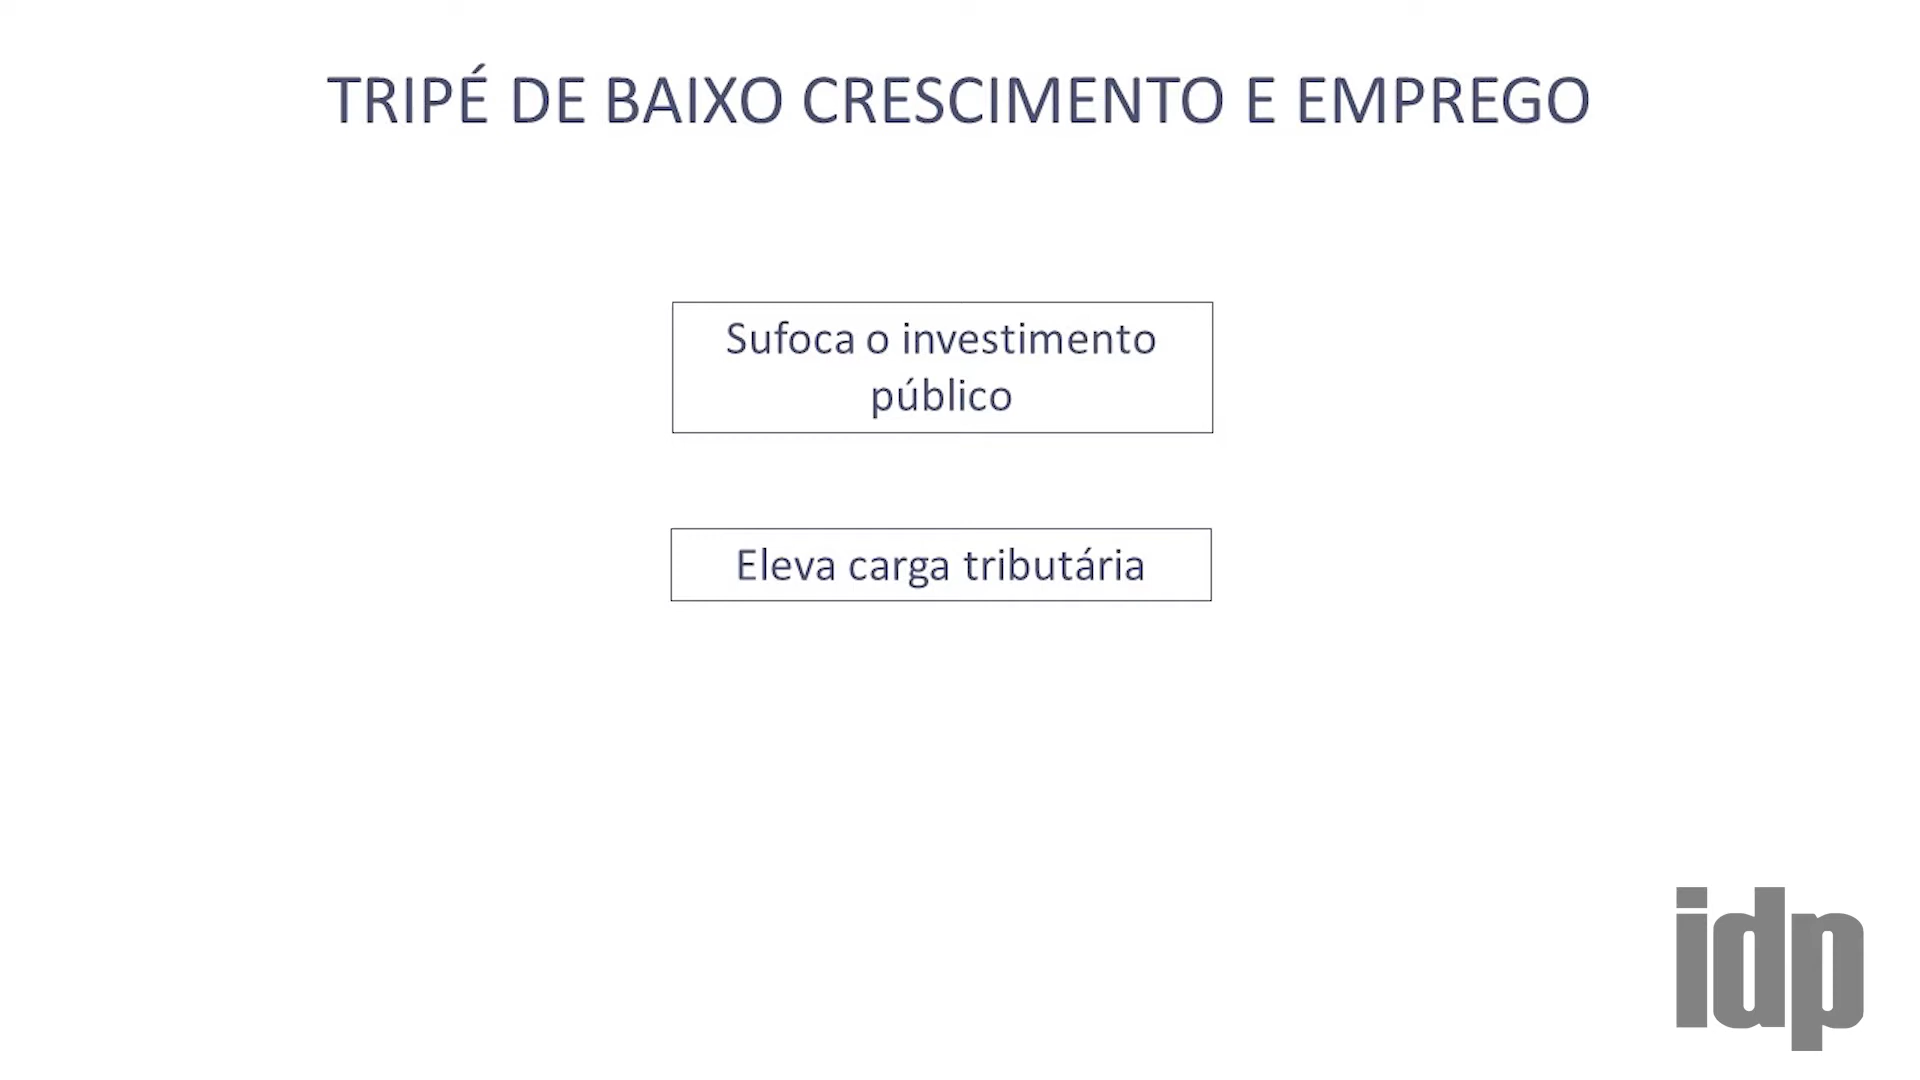 TRIPÉ DE BAIXO CRESCIMENTO E EMPREGO
Sufoca o investimento
público
Eleva carga tributária
idp